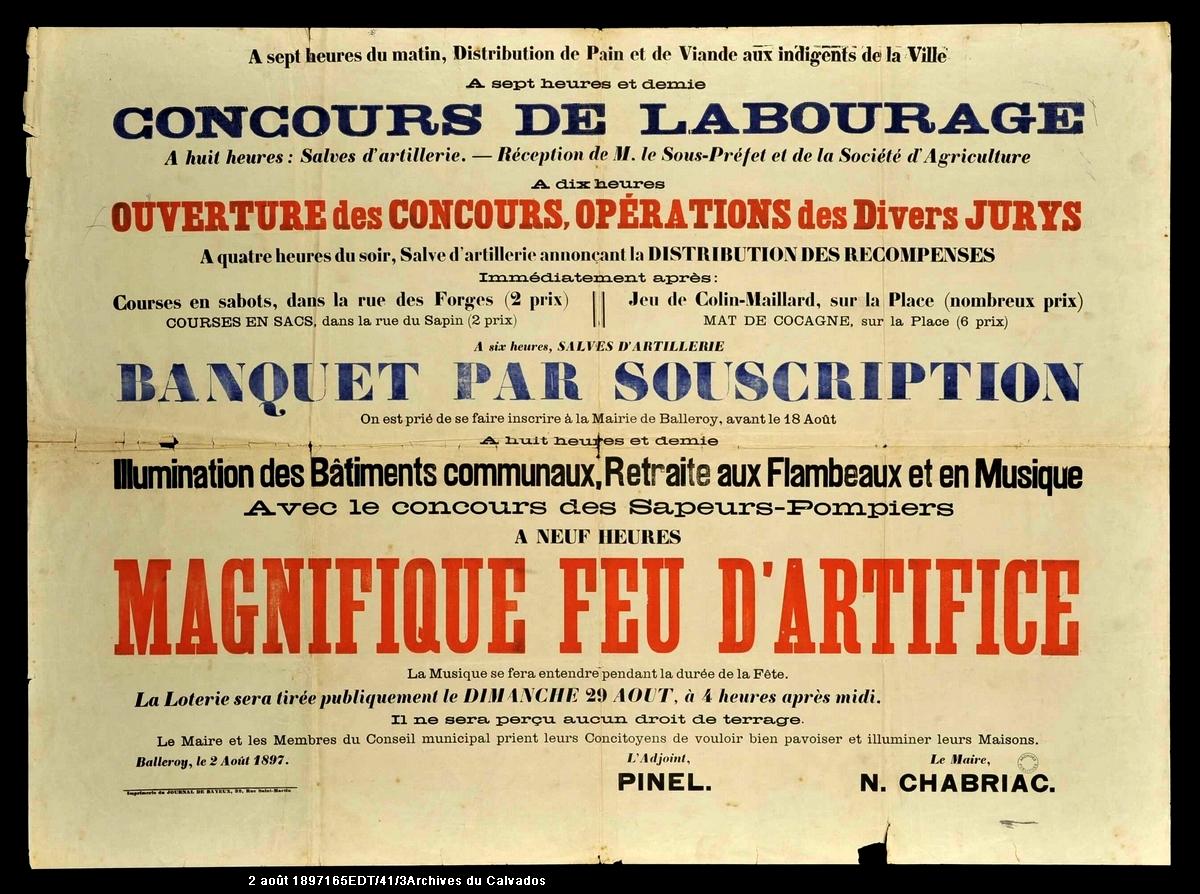 A sept heures du matin, Distribution de Pain et de Viande aux indigents de la Ville
A sept heures et demie
CONCOURS DE LABOURAGE
A huit heures : Salves d'artillerie. — Réception de M. le Sous-Préfet et de la Société d'Agriculture
A dix heures
OUVERTURE des CONCOURS, OPÉRATIONS des Divers JURYS
A quatre heures du soir, Salve d'artillerie annonçant la DISTRIBUTION DES RECOMPENSES
Immédiatement après :
Courses en sabots, dans la rue des Forges (2 prix)
COURSES EN SACS, dans la rue du Sapin (2 prix)
Jeu de Colin-Maillard, sur la Place (nombreux prix)
MAT DE COCAGNE, sur la Place (6 prix)
A six heures, SALVES D'ARTILLERIE
BANQUET PAR SOUSCRIPTION
On est prié de se faire inscrire à la Mairie de Balleroy, avant le 18 Août
A huit heures et demie
Illumination des Bâtiments communaux, Retraite aux Flambeaux et en Musique
Avec le concours des Sapeurs-Pompiers
A NEUF HEURES
MAGNIFIQUE FEU D'ARTIFICE
La Musique se fera entendre pendant la durée de la Fête.
La Loterie sera tirée publiquement le DIMANCHE 29 AOUT, à 4 heures après midi.
Il ne sera perçu aucun droit de terrage.
Le Maire et les Membres du Conseil municipal prient leurs Concitoyens de vouloir bien pavoiser et illuminer leurs Maisons.
Balleroy, le 2 Août 1897.
L'Adjoint,
PINEL.
Le Maire,
N. CHABRIAC.
Imprimerie du JOURNAL DE BAYEUX, Rue Saint-Martin
2 août 1897165EDT/41/3Archives du Calvados